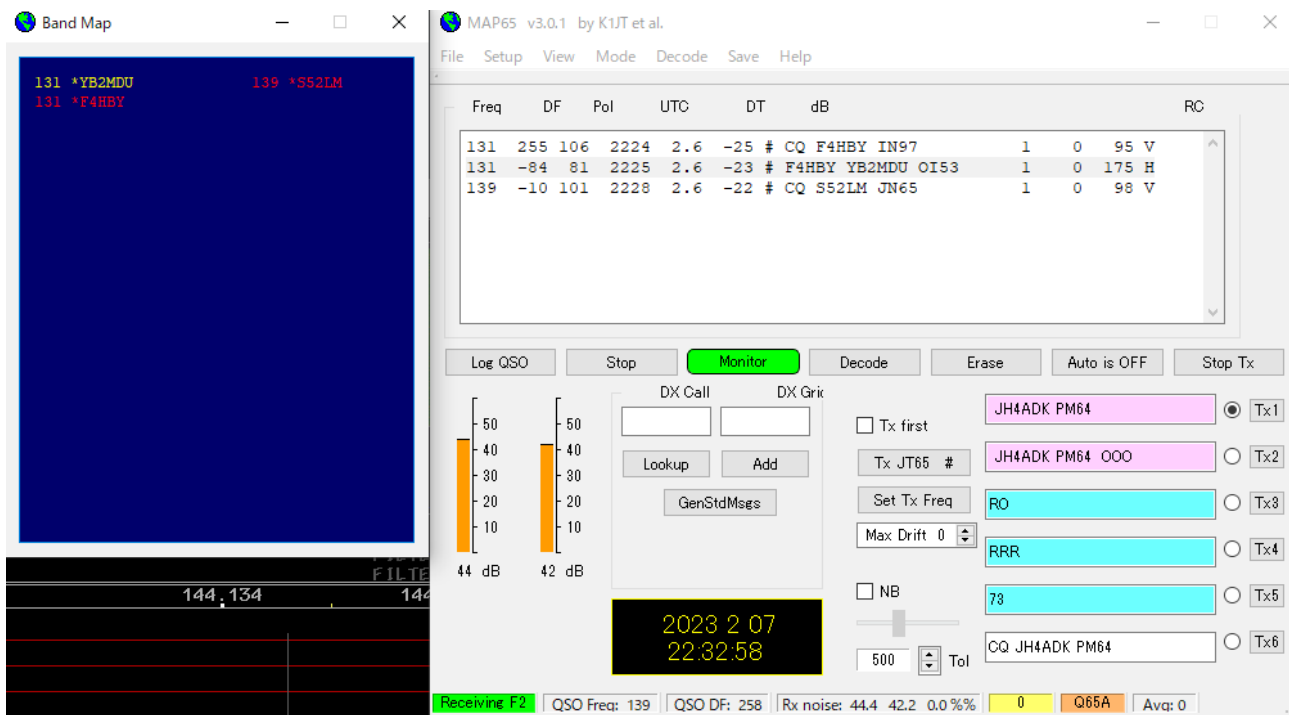 Band Map
131 *YB2MDU 139 *S52LM
131 *F4HBY
144.134
MAP65 v3.0.1 by K1JT et al.
File Setup View Mode Decode Save Help
Freq DF Pol UTC DT dB RC
131 255 106 2224 2.6 -25 # CQ F4HBY IN97 1 0 95 V
131 -84 81 2225 2.6 -23 # F4HBY YB2MDU OI53 1 0 175 H
139 -10 101 2228 2.6 -22 # CQ S52LM JN65 1 0 98 V
Log QSO Stop Monitor Decode Erase Auto is OFF Stop Tx
50 50
40 40
30 30
20 20
10 10
44 dB 42 dB
DX Call DX Gric
Lookup Add
GenStdMsgs
2023 2 07
22:32:58
Tx first
Tx JT65 #
Set Tx Freq
Max Drift 0
NB
500 Tol
JH4ADK PM64 Tx1
JH4ADK PM64 OOO Tx2
RO Tx3
RRR Tx4
73 Tx5
CQ JH4ADK PM64 Tx6
Receiving F2 QSO Freq: 139 QSO DF: 258 Rx noise: 44.4 42.2 0.0 %% 0 Q65A Avg: 0